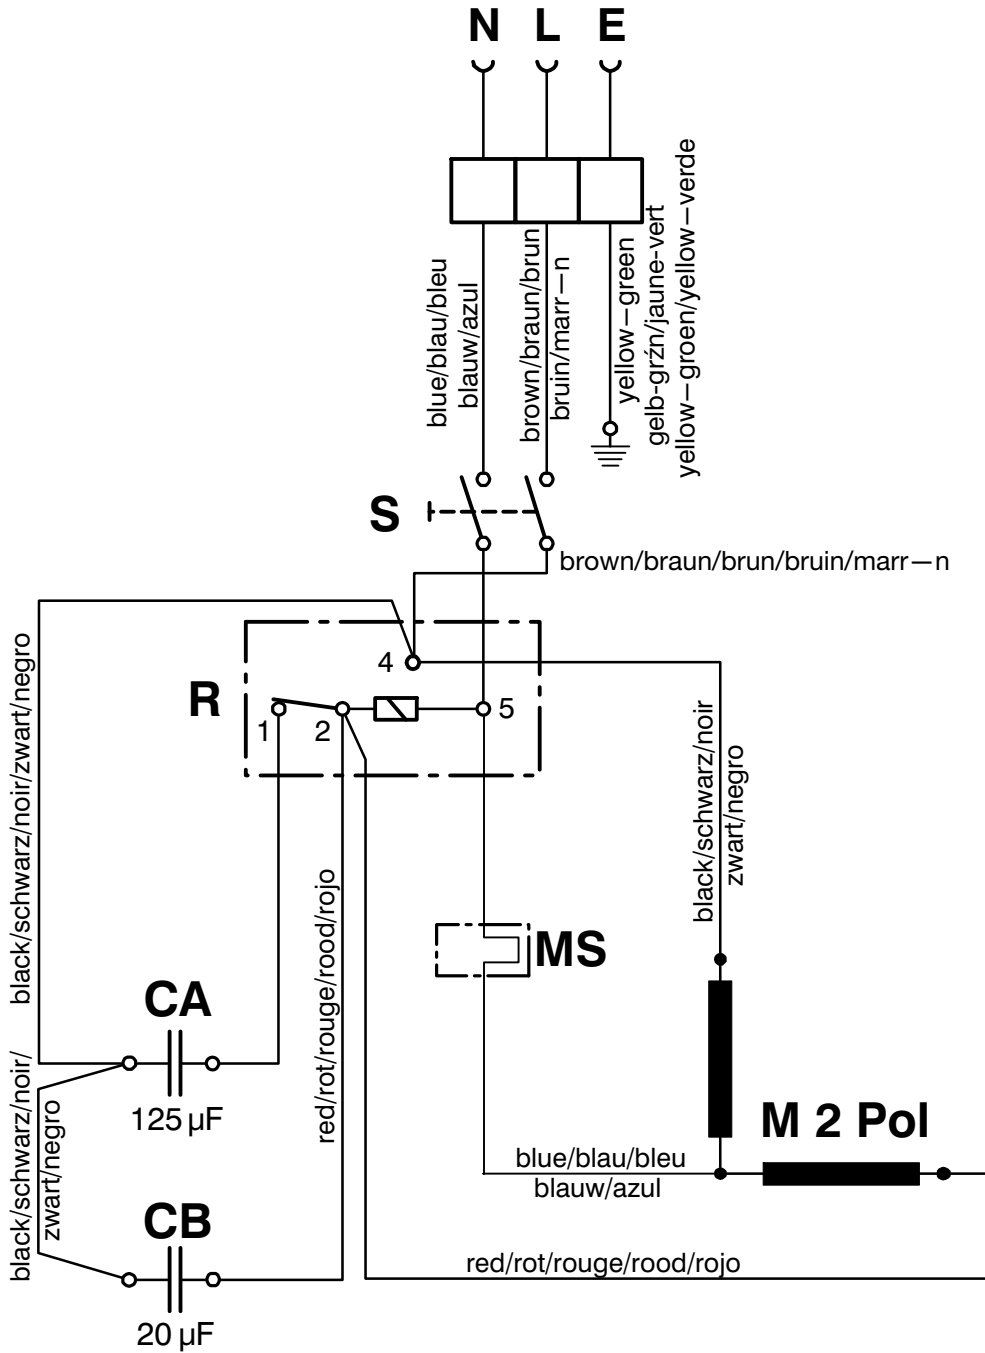 N L E
blue/blau/bleu
blauw/azul
brown/braun/brun
bruin/marr—n
yellow—green
gelb-grźn/jaune-vert
yellow—groen/yellow—verde
S
brown/braun/brun/bruin/marr—n
R
4
1
2
5
black/schwarz/noir/zwart/negro
black/schwarz/noir
zwart/negro
red/rot/rouge/rood/rojo
MS
CA
125 µF
black/schwarz/noir/
zwart/negro
M 2 Pol
blue/blau/bleu
blauw/azul
CB
20 µF
red/rot/rouge/rood/rojo